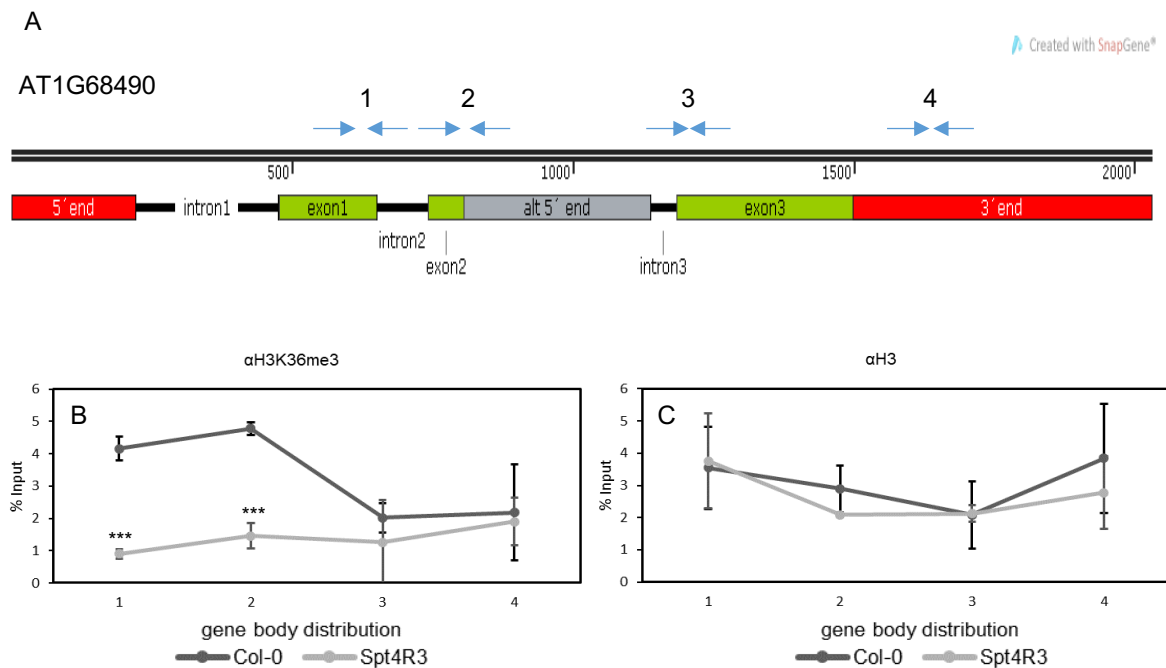 A
Created with SnapGene®
AT1G68490
1 2 3 4
500 1000 1500 2000
5´end intron1 exon1 alt 5´ end exon3 3´end
intron2 exon2 intron3
αH3K36me3
B
% Input
6
5
4
3
2
1
0
***
***
1 2 3 4
gene body distribution
Col-0 Spt4R3
αH3
C
% Input
6
5
4
3
2
1
0
1 2 3 4
gene body distribution
Col-0 Spt4R3